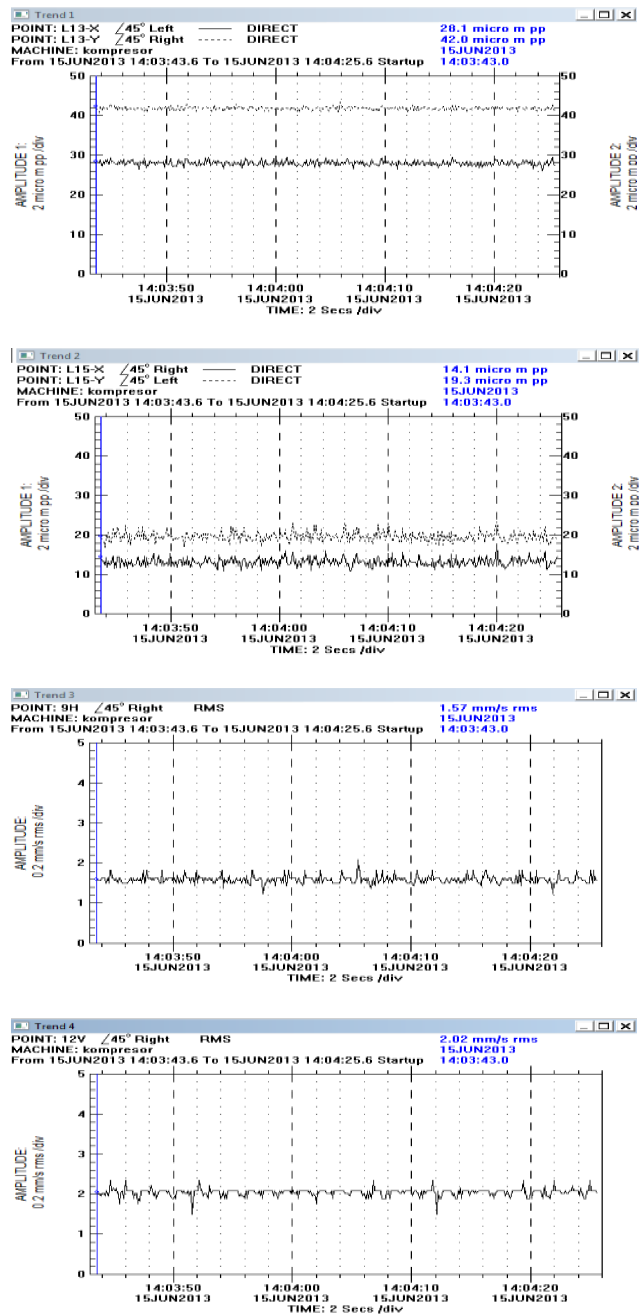 Trend 1
POINT: L13-X ∠45° Left —— DIRECT 28.1 micro m pp
POINT: L13-Y ∠45° Right ------ DIRECT 42.0 micro m pp
MACHINE: kompresor 15JUN2013
From 15JUN2013 14:03:43.6 To 15JUN2013 14:04:25.6 Startup 14:03:43.0
AMPLITUDE 1:
2 micro m pp /div
50 50
40 40
30 30
20 20
10 10
0 0
AMPLITUDE 2:
2 micro m pp /div
14:03:50 14:04:00 14:04:10 14:04:20
15JUN2013 15JUN2013 15JUN2013 15JUN2013
TIME: 2 Secs /div
Trend 2
POINT: L15-X ∠45° Right —— DIRECT 14.1 micro m pp
POINT: L15-Y ∠45° Left ------ DIRECT 19.3 micro m pp
MACHINE: kompresor 15JUN2013
From 15JUN2013 14:03:43.6 To 15JUN2013 14:04:25.6 Startup 14:03:43.0
AMPLITUDE 1:
2 micro m pp /div
50 50
40 40
30 30
20 20
10 10
0 0
AMPLITUDE 2:
2 micro m pp /div
14:03:50 14:04:00 14:04:10 14:04:20
15JUN2013 15JUN2013 15JUN2013 15JUN2013
TIME: 2 Secs /div
Trend 3
POINT: 9H ∠45° Right RMS 1.57 mm/s rms
MACHINE: kompresor 15JUN2013
From 15JUN2013 14:03:43.6 To 15JUN2013 14:04:25.6 Startup 14:03:43.0
AMPLITUDE:
0.2 mm/s rms /div
5
4
3
2
1
0
14:03:50 14:04:00 14:04:10 14:04:20
15JUN2013 15JUN2013 15JUN2013 15JUN2013
TIME: 2 Secs /div
Trend 4
POINT: 12V ∠45° Right RMS 2.02 mm/s rms
MACHINE: kompresor 15JUN2013
From 15JUN2013 14:03:43.6 To 15JUN2013 14:04:25.6 Startup 14:03:43.0
AMPLITUDE:
0.2 mm/s rms /div
5
4
3
2
1
0
14:03:50 14:04:00 14:04:10 14:04:20
15JUN2013 15JUN2013 15JUN2013 15JUN2013
TIME: 2 Secs /div